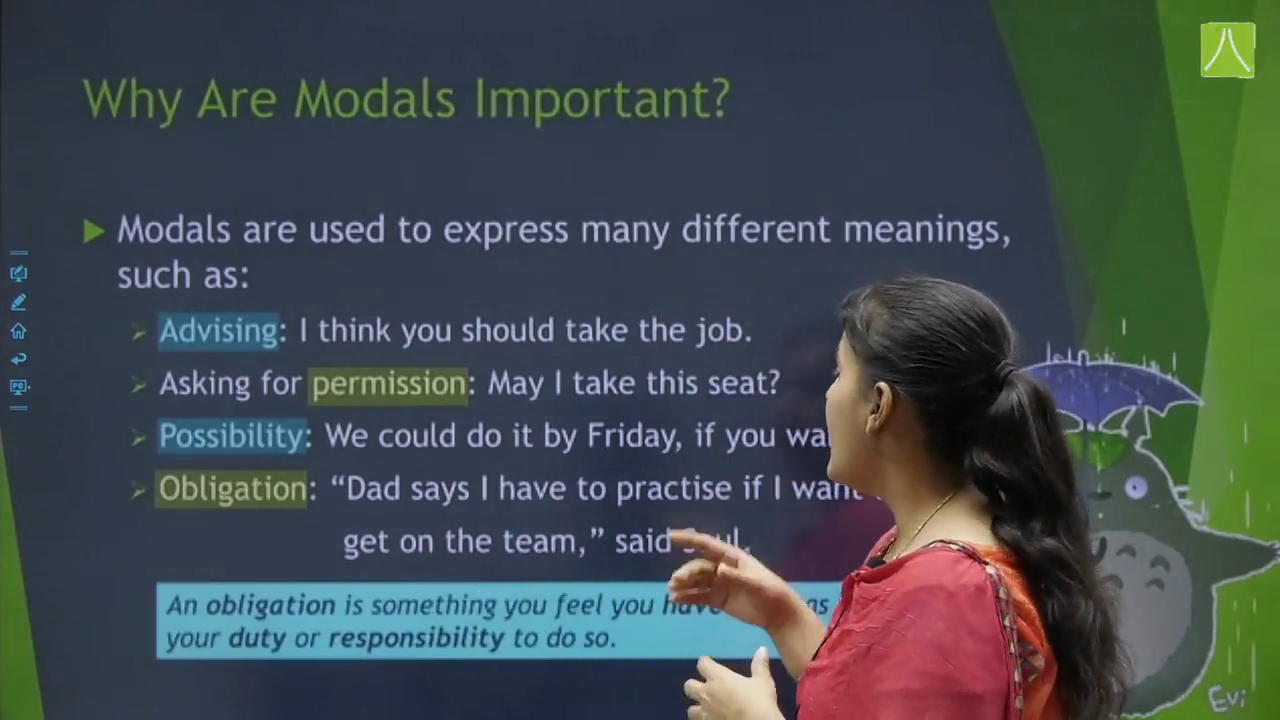 Why Are Modals Important?
Modals are used to express many different meanings,
such as:
Advising: I think you should take the job.
Asking for permission: May I take this seat?
Possibility: We could do it by Friday, if you
Obligation: “Dad says I have to practise if I want
get on the team,” said
An obligation is something you feel you have as
your duty or responsibility to do so.
Evi